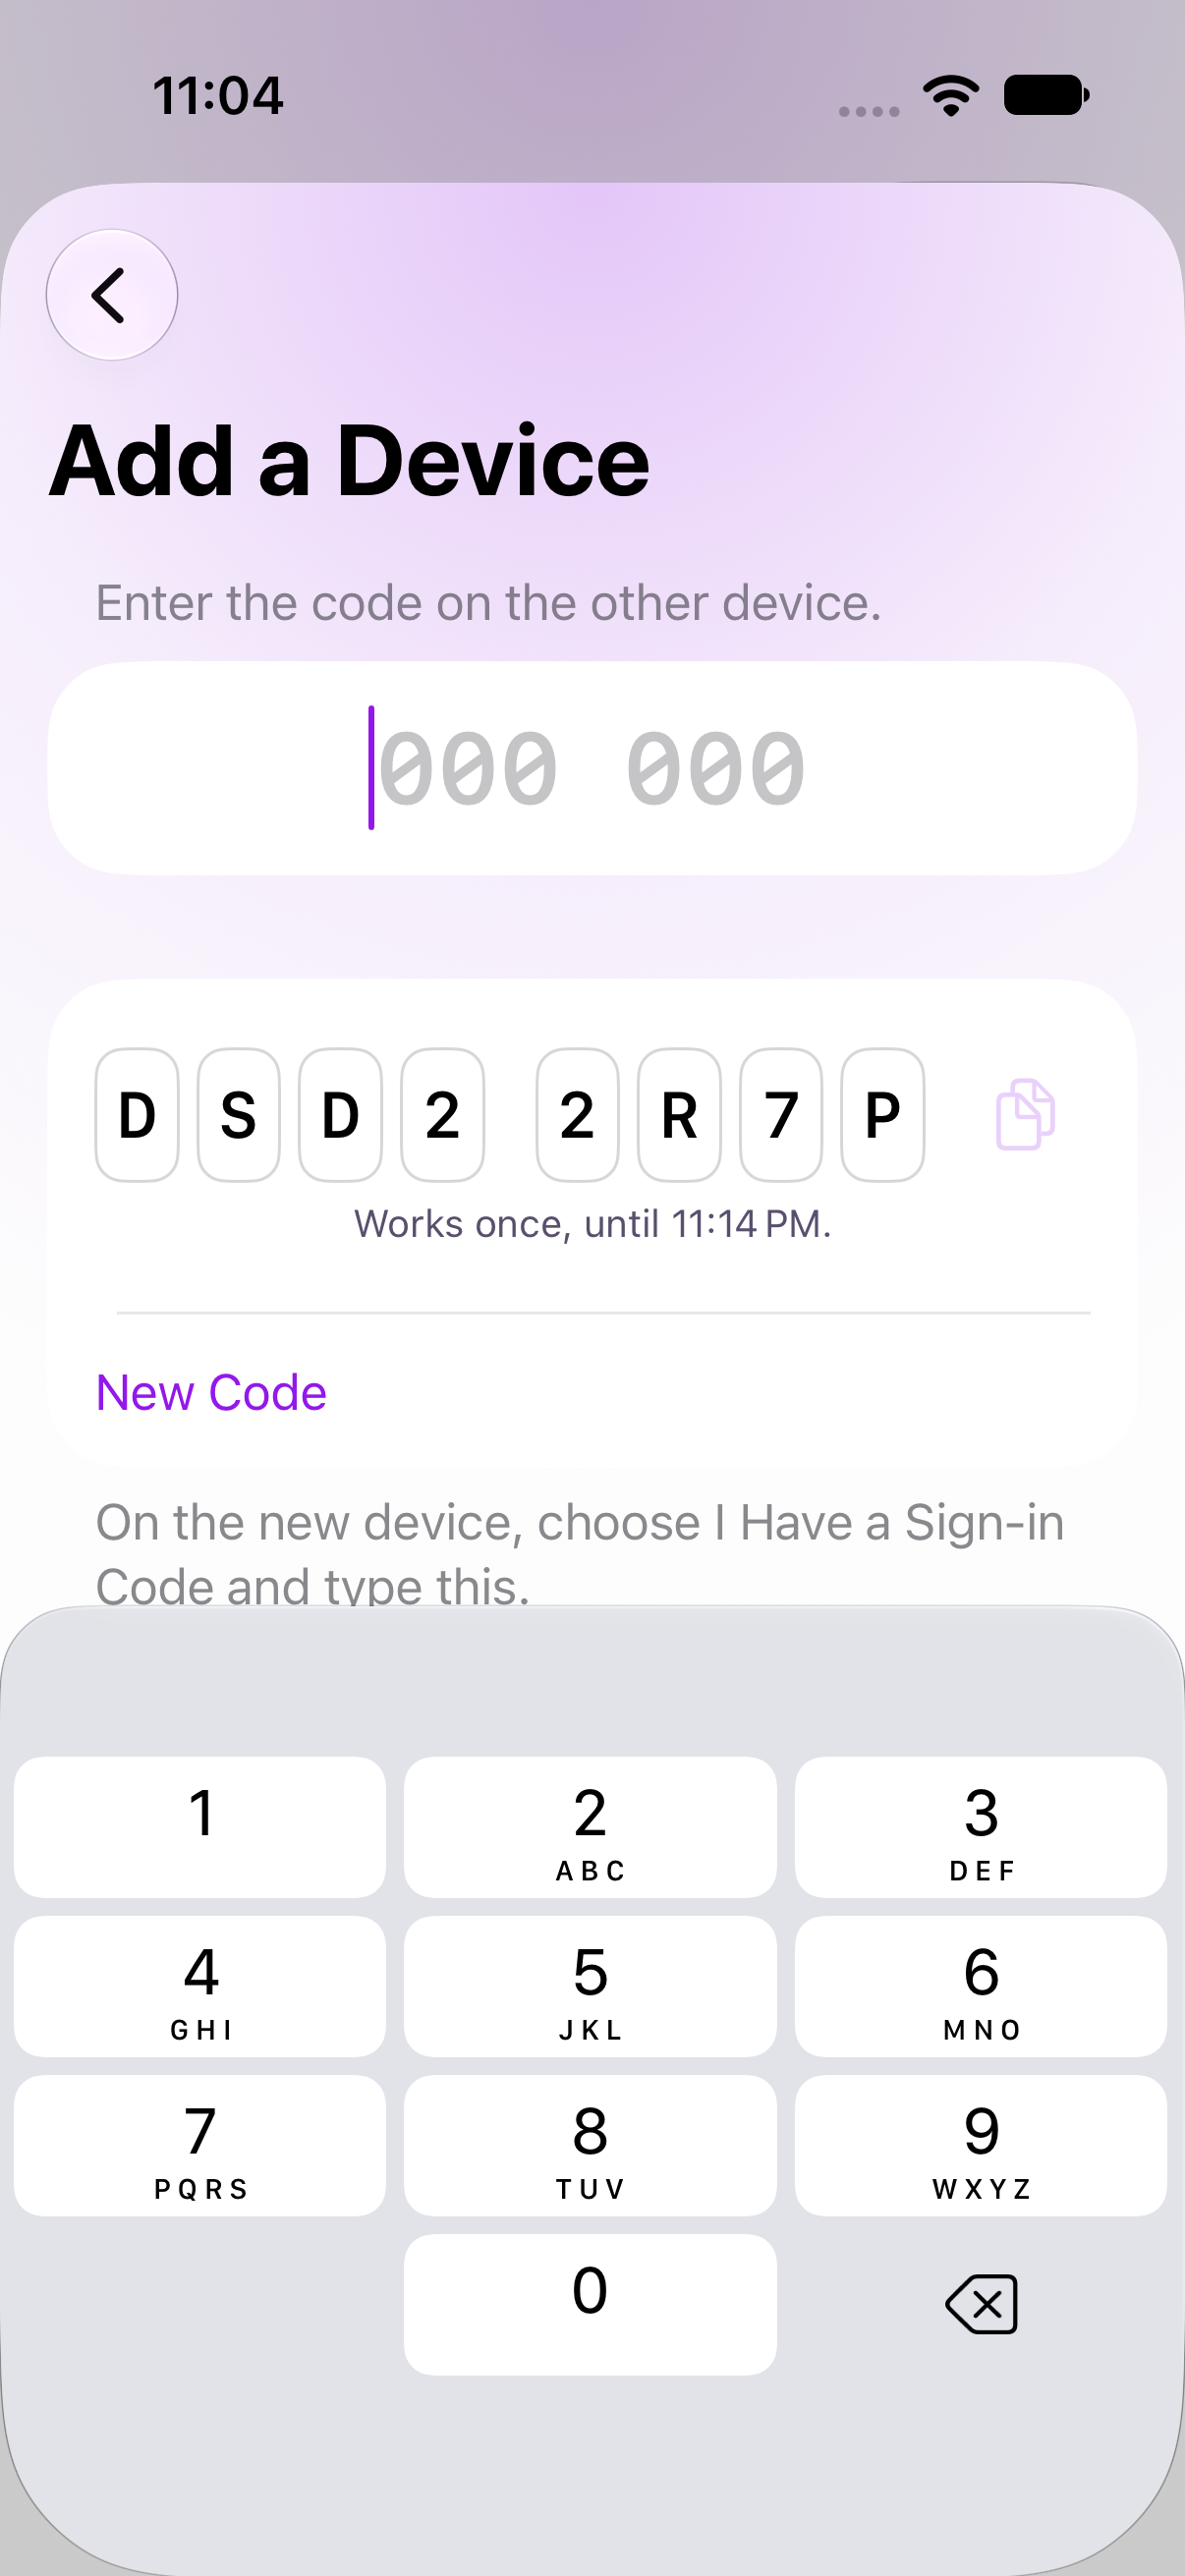 11:04
Add a Device
Enter the code on the other device.
000 000
D S D 2 2 R 7 P
Works once, until 11:14 PM.
New Code
On the new device, choose I Have a Sign-in
Code and type this.
1 2 3
ABC DEF
4 5 6
GHI JKL MNO
7 8 9
PQRS TUV WXYZ
0